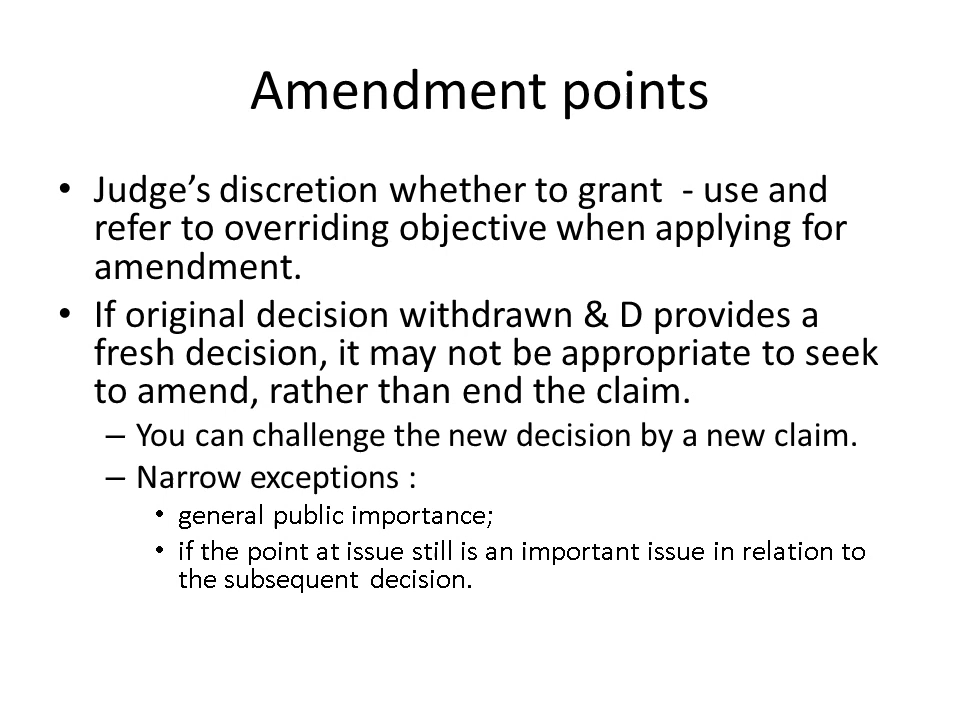 Amendment points
• Judge’s discretion whether to grant  - use and
refer to overriding objective when applying for
amendment.
• If original decision withdrawn & D provides a
fresh decision, it may not be appropriate to seek
to amend, rather than end the claim.
– You can challenge the new decision by a new claim.
– Narrow exceptions :
• general public importance;
• if the point at issue still is an important issue in relation to
the subsequent decision.